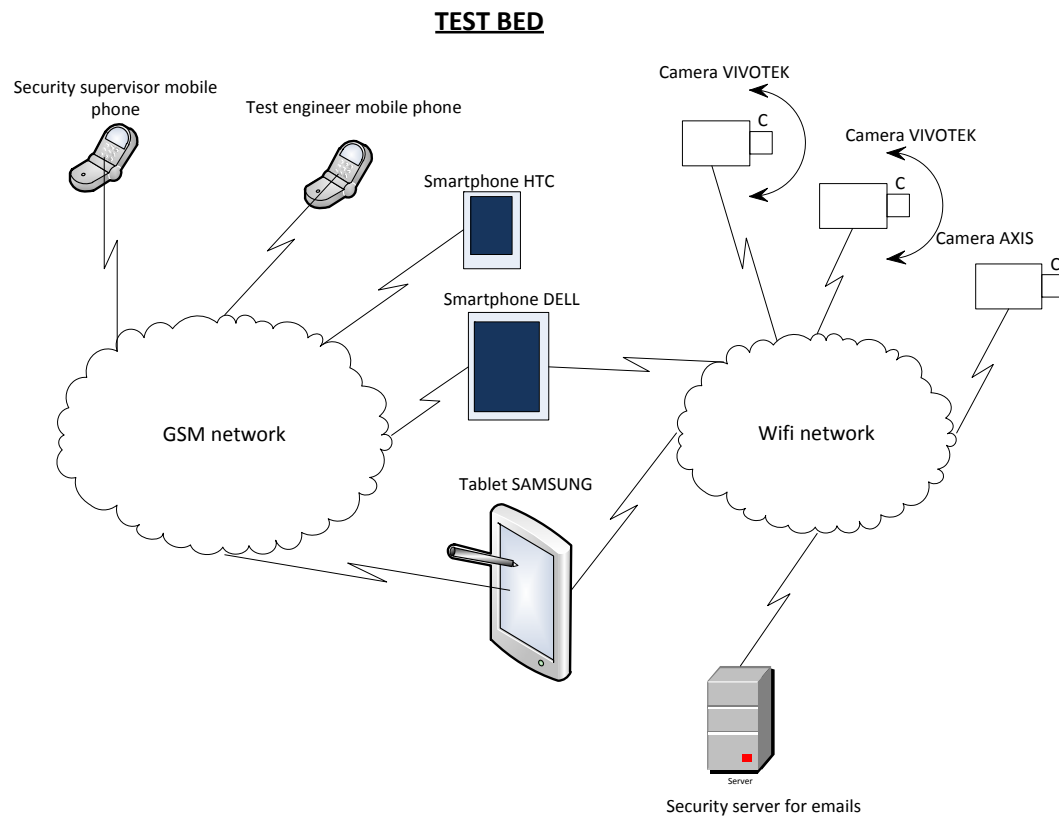 TEST BED
Security supervisor mobile
phone
Test engineer mobile phone
Smartphone HTC
Smartphone DELL
Tablet SAMSUNG
GSM network
Camera VIVOTEK
C
Camera VIVOTEK
C
Camera AXIS
C
Wifi network
Server
Security server for emails